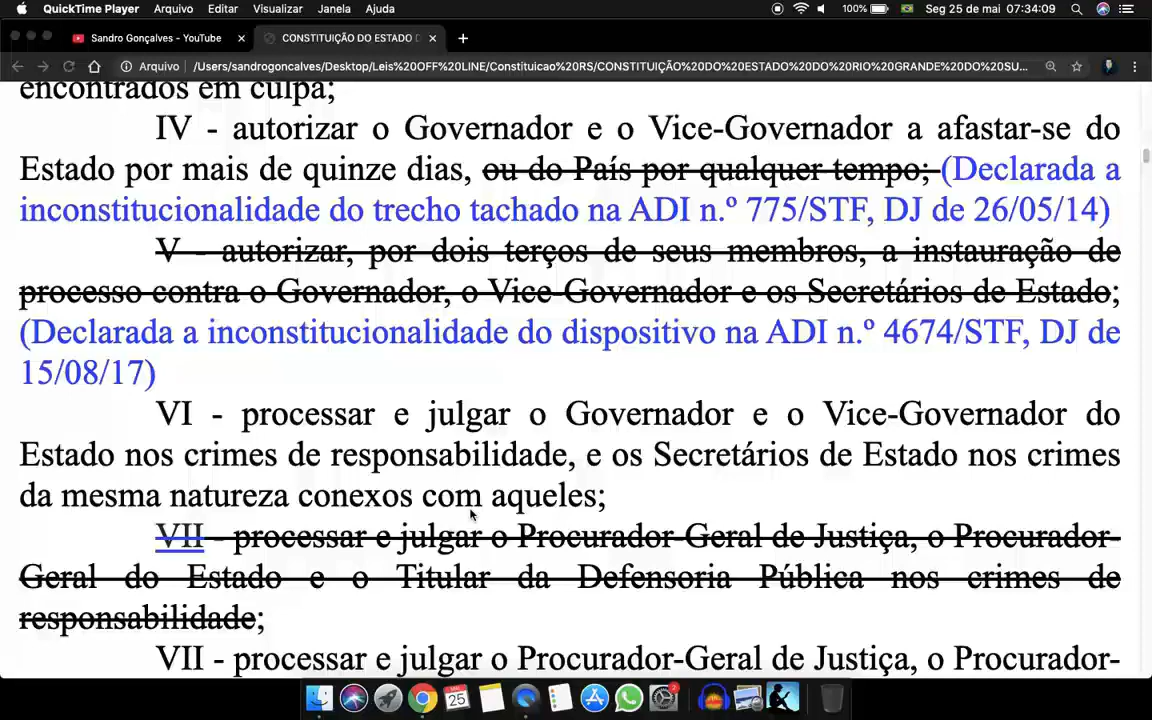 QuickTime Player Arquivo Editar Visualizar Janela Ajuda 100% Seg 25 de mai 07:34:09
Sandro Gonçalves - YouTube CONSTITUIÇÃO DO ESTADO
Arquivo /Users/sandrogoncalves/Desktop/Leis%20OFF%20LINE/Constituicao%20RS/CONSTITUIÇÃO%20DO%20ESTADO%20DO%20RIO%20GRANDE%20DO%20SU...
encontrados em culpa;
IV - autorizar o Governador e o Vice-Governador a afastar-se do
Estado por mais de quinze dias, ou do País por qualquer tempo; (Declarada a
inconstitucionalidade do trecho tachado na ADI n.º 775/STF, DJ de 26/05/14)
V - autorizar, por dois terços de seus membros, a instauração de
processo contra o Governador, o Vice-Governador e os Secretários de Estado;
(Declarada a inconstitucionalidade do dispositivo na ADI n.º 4674/STF, DJ de
15/08/17)
VI - processar e julgar o Governador e o Vice-Governador do
Estado nos crimes de responsabilidade, e os Secretários de Estado nos crimes
da mesma natureza conexos com aqueles;
VII - processar e julgar o Procurador-Geral de Justiça, o Procurador-
Geral do Estado e o Titular da Defensoria Pública nos crimes de
responsabilidade;
VII - processar e julgar o Procurador-Geral de Justiça, o Procurador-